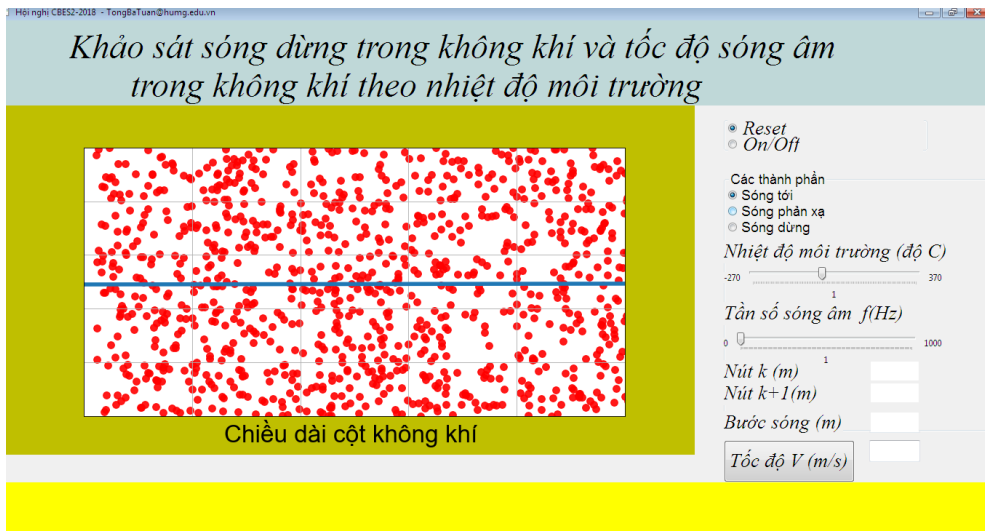 Hội nghị CBES2-2018 - TongBaTuan@humg.edu.vn
Khảo sát sóng dừng trong không khí và tốc độ sóng âm
trong không khí theo nhiệt độ môi trường
Reset
On/Off
Các thành phần
Sóng tới
Sóng phản xạ
Sóng dừng
Nhiệt độ môi trường (độ C)
-270 370
1
Tần số sóng âm f(Hz)
0 1000
1
Nút k (m)
Nút k+1(m)
Bước sóng (m)
Tốc độ V (m/s)
Chiều dài cột không khí